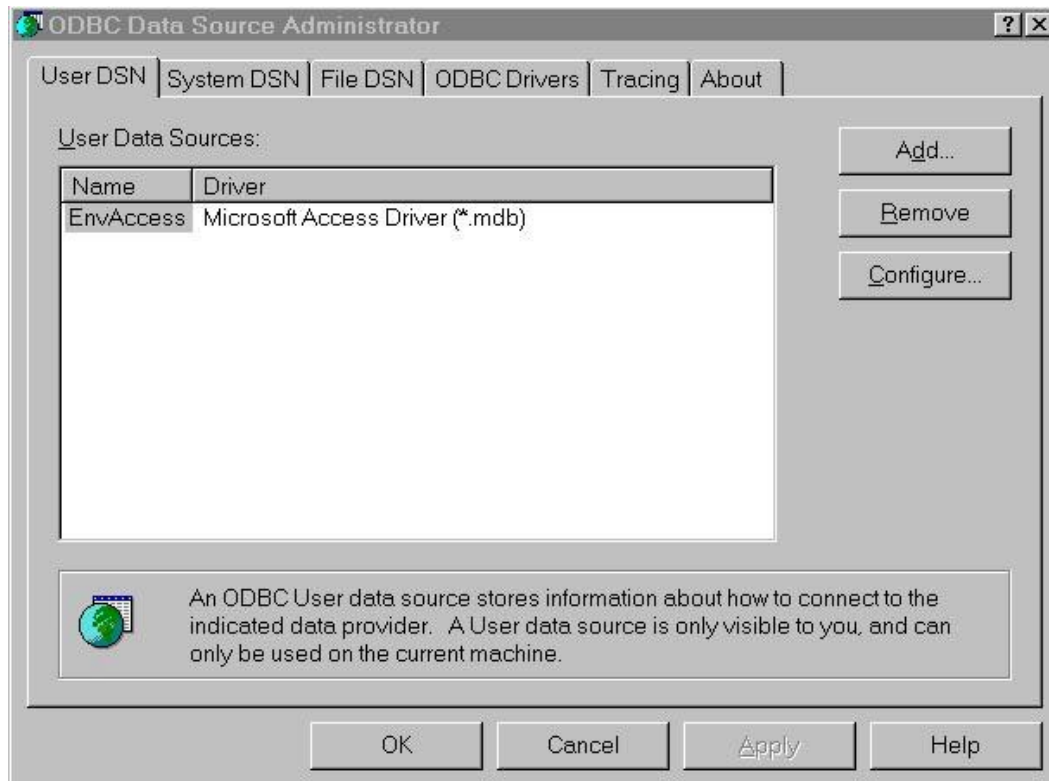 ODBC Data Source Administrator
User DSN System DSN File DSN ODBC Drivers Tracing About
User Data Sources:
Add...
Name Driver
EnvAccess Microsoft Access Driver (*.mdb)
Remove
Configure...
An ODBC User data source stores information about how to connect to the
indicated data provider. A User data source is only visible to you, and can
only be used on the current machine.
OK Cancel Apply Help